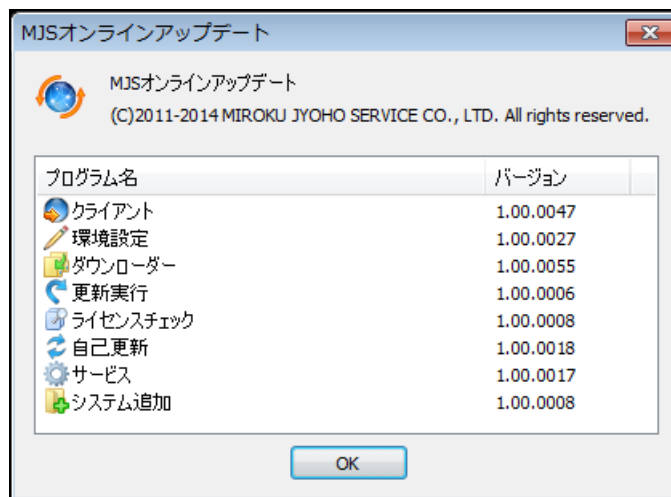 MJSオンラインアップデート
MJSオンラインアップデート
(C)2011-2014 MIROKU JYOHO SERVICE CO., LTD. All rights reserved.
プログラム名 バージョン
クライアント 1.00.0047
環境設定 1.00.0027
ダウンローダー 1.00.0055
更新実行 1.00.0006
ライセンスチェック 1.00.0008
自己更新 1.00.0018
サービス 1.00.0017
システム追加 1.00.0008
OK